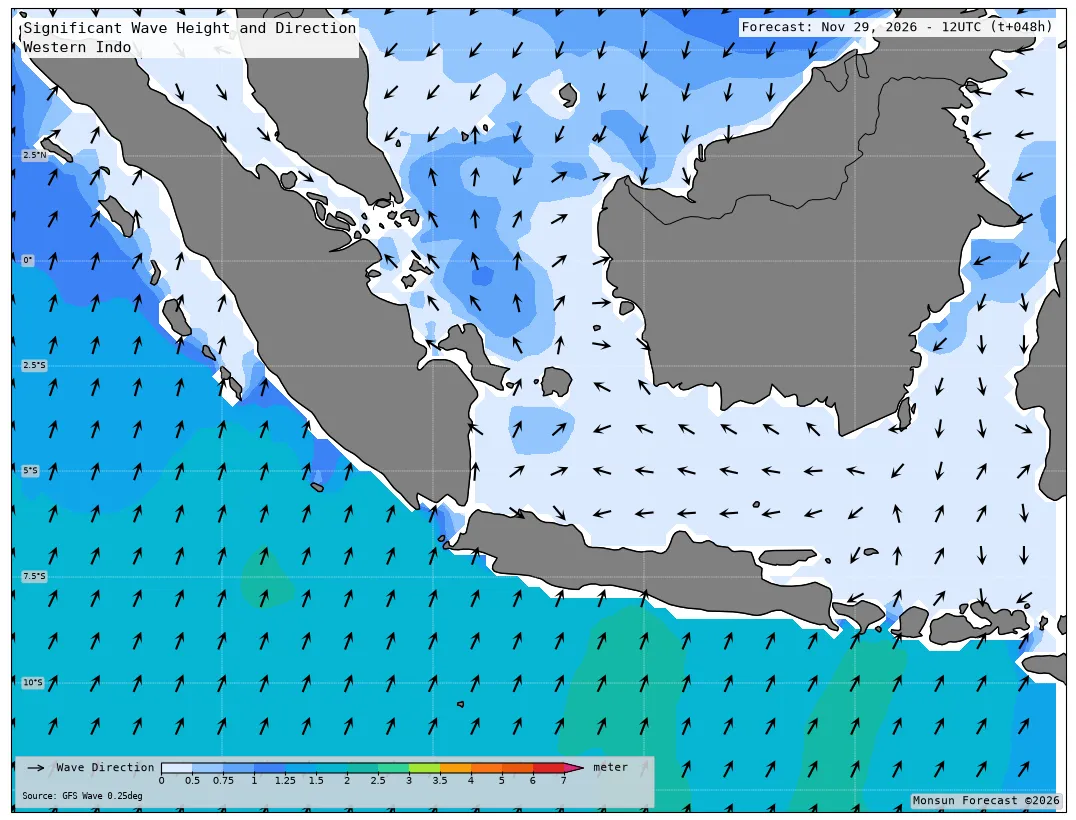 Significant Wave Height and Direction
Western Indo
Forecast: Nov 29, 2026 - 12UTC (t+048h)
2.5°N
0°
2.5°S
5°S
7.5°S
10°S
Wave Direction
meter
0 0.5 0.75 1 1.25 1.5 2 2.5 3 3.5 4 5 6 7
Source: GFS Wave 0.25deg
Monsun Forecast ©2026